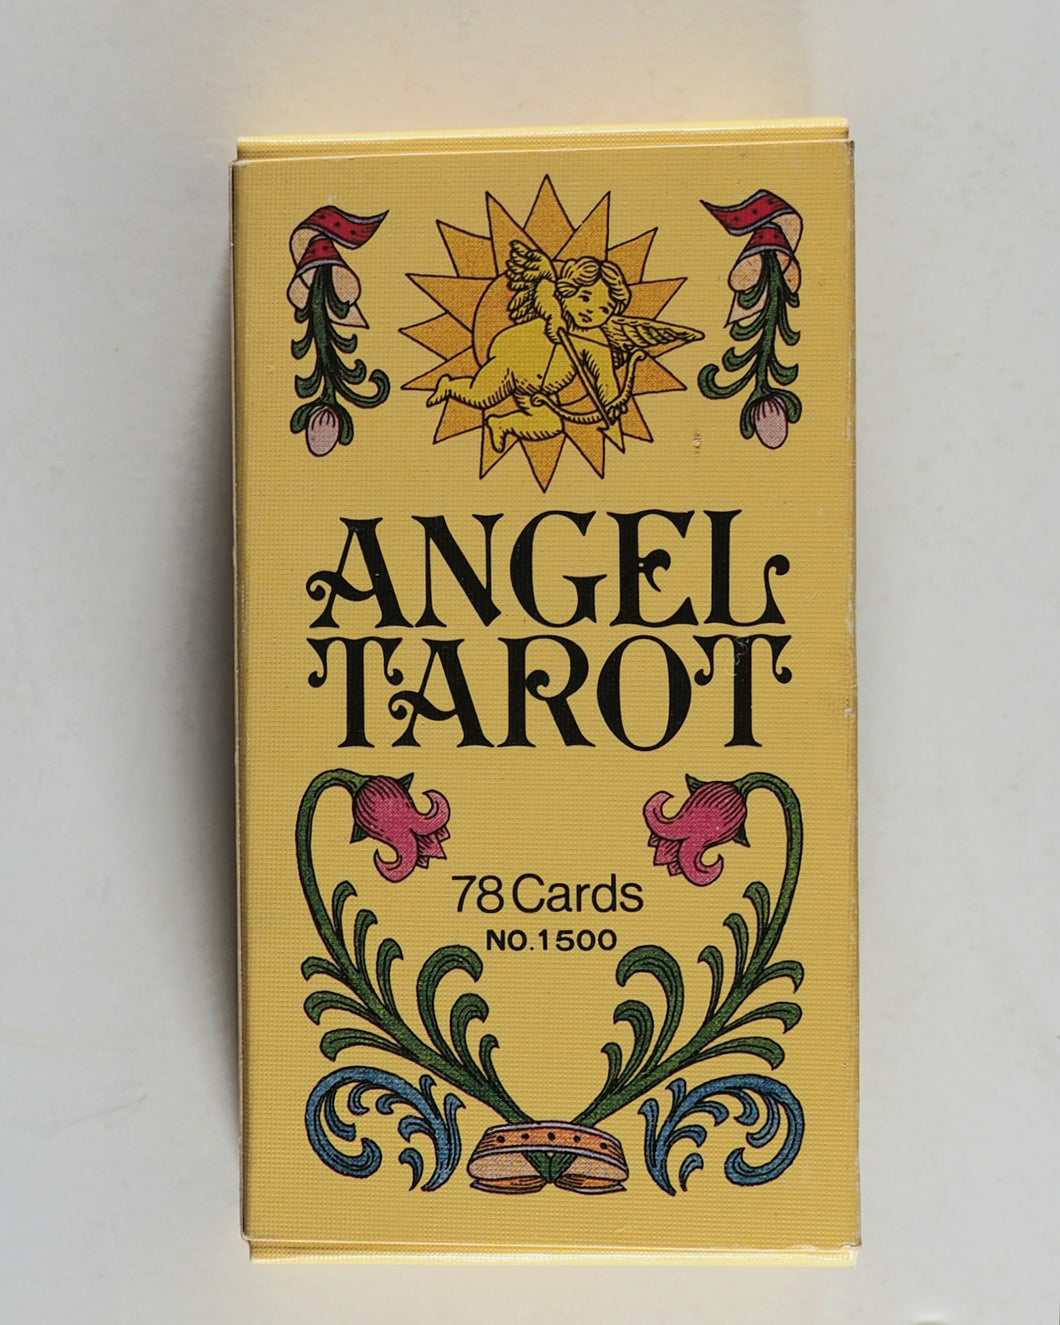 ANGEL
TAROT
78 Cards
NO.1500